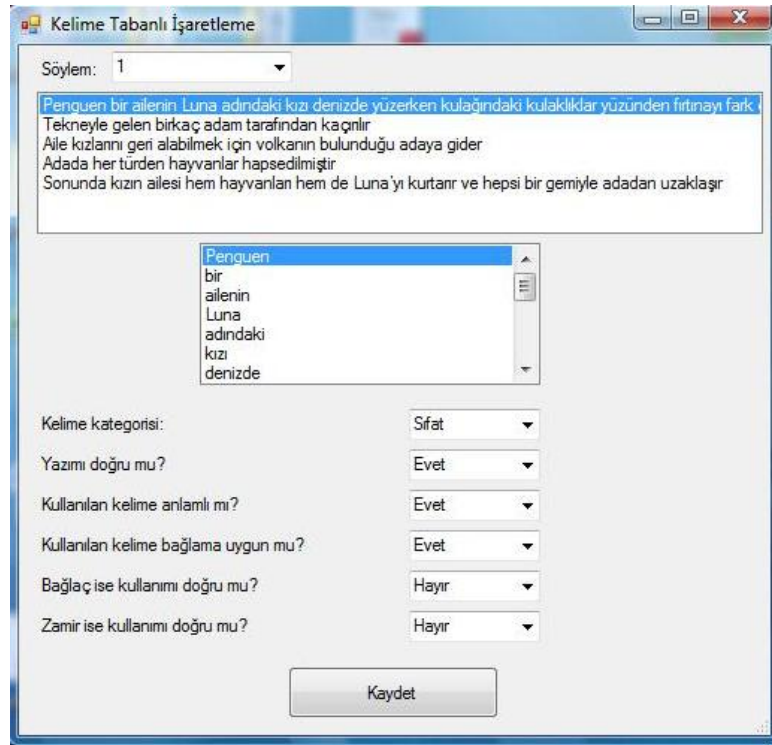 Kelime Tabanlı İşaretleme
Söylem: 1
Penguen bir ailenin Luna adındaki kızı denizde yüzerken kulağındaki kulaklıklar yüzünden fırtınayı fark
Tekneyle gelen birkaç adam tarafından kaçırılır
Aile kızlarını geri alabilmek için volkanın bulunduğu adaya gider
Adada her türden hayvanlar hapsedilmiştir
Sonunda kızın ailesi hem hayvanları hem de Luna'yı kurtarır ve hepsi bir gemiyle adadan uzaklaşır
Penguen
bir
ailenin
Luna
adındaki
kızı
denizde
Kelime kategorisi: Sıfat
Yazımı doğru mu? Evet
Kullanılan kelime anlamlı mı? Evet
Kullanılan kelime bağlama uygun mu? Evet
Bağlaç ise kullanımı doğru mu? Hayır
Zamir ise kullanımı doğru mu? Hayır
Kaydet